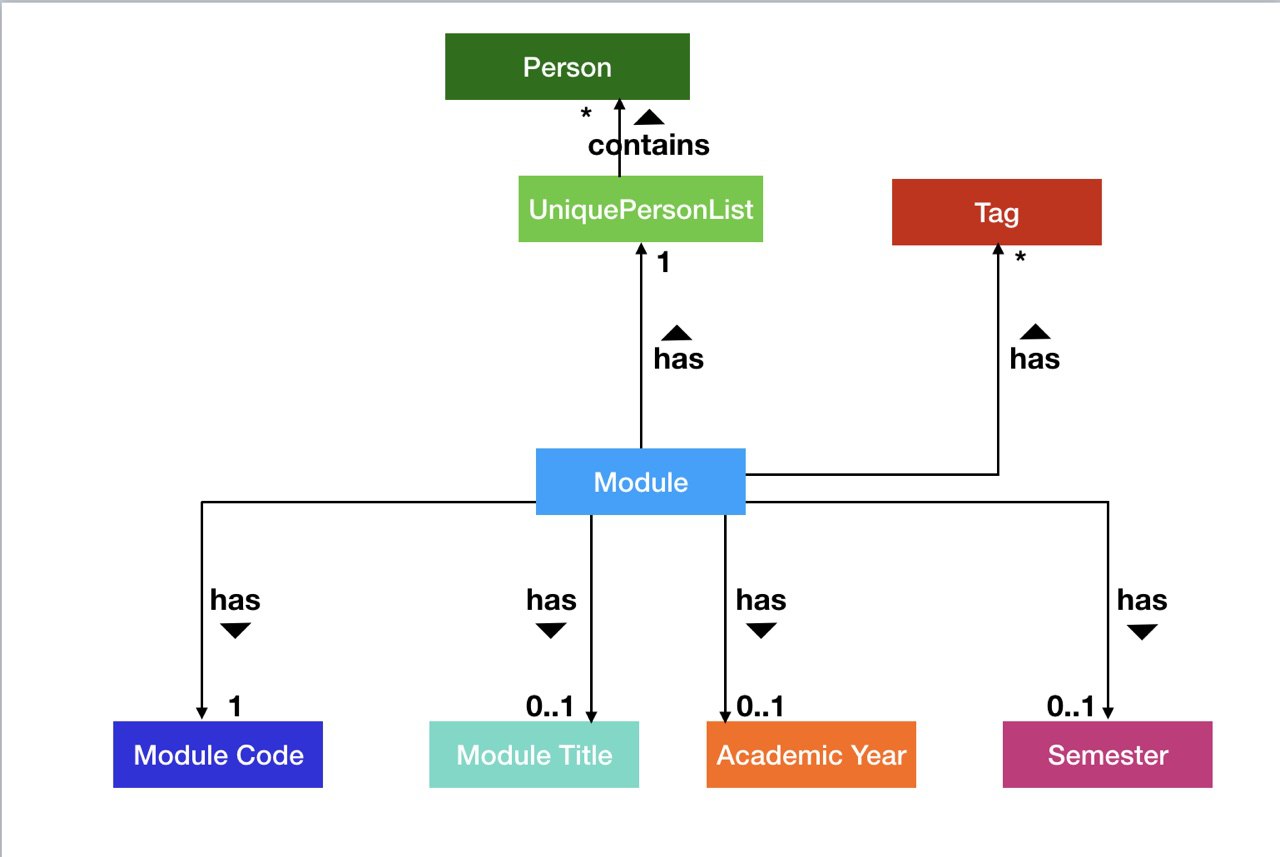 Person
*
contains
UniquePersonList
Tag
1
*
has
has
Module
has
has
has
has
1
0..1
0..1
0..1
Module Code
Module Title
Academic Year
Semester